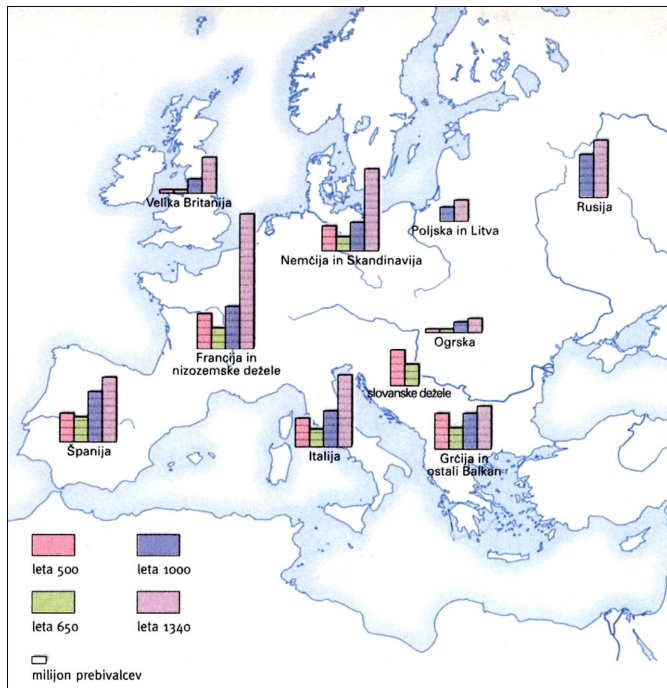 Velika Britanija
Poljska in Litva
Rusija
Nemčija in Skandinavija
Ogrska
Francija in
nizozemske dežele
slovanske dežele
Španija
Italija
Grčija in
ostali Balkan
leta 500
leta 1000
leta 650
leta 1340
milijon prebivalcev